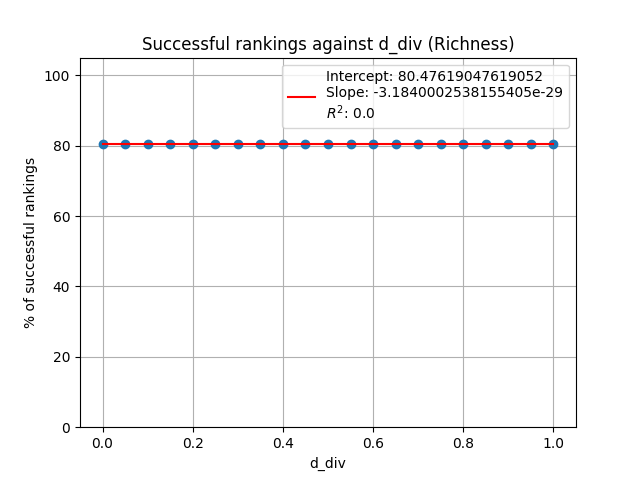 Successful rankings against d_div (Richness)
Intercept: 80.47619047619052
Slope: -3.1840002538155405e-29
R²: 0.0
100
80
60
40
20
0
% of successful rankings
0.0 0.2 0.4 0.6 0.8 1.0
d_div